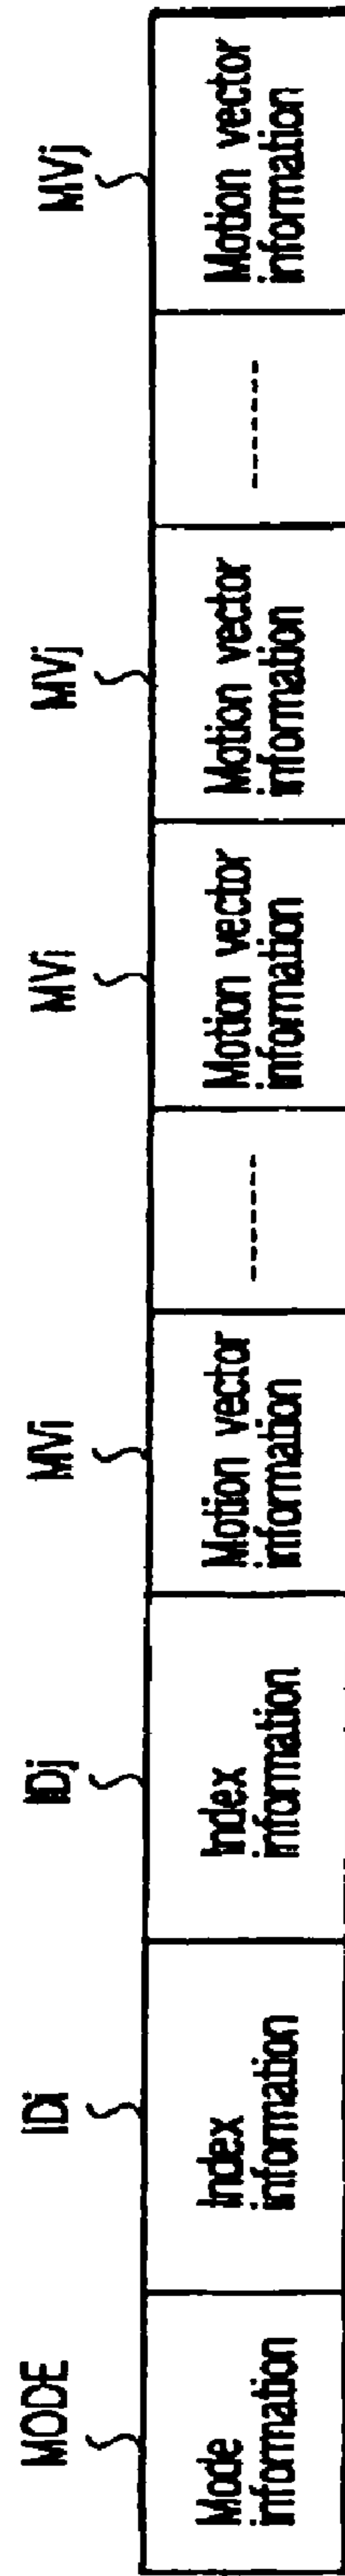 MODE
IDi
IDj
MVi
MVi
MVj
MVj
Mode
information
Index
information
Index
information
Motion vector
information
-------
Motion vector
information
Motion vector
information
-------
Motion vector
information